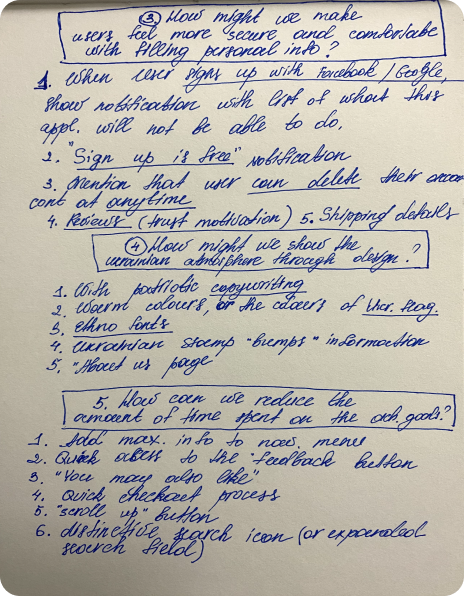 ③ How might we make
users feel more secure and comfortable
with filling personal info?
1. When user signs up with Facebook / Google,
show notification with list of what this
appl. will not be able to do.
2. "Sign up is free" notification
3. Mention that user can delete their accou
cont at anytime
4. Reviews (trust motivation) 5. Shipping details
④ How might we show the
ukrainian atmosphere through design?
1. With patriotic copywriting
2. Warm colours, or the colours of Ukr. flag.
3. ethno fonts
4. Ukrainian stamp "bumps" information
5. "About us page
5. How can we reduce the
amount of time spent on the goals?
1. Add max. info to nav. menu
2. Quick access to the "feedback button
3. "You may also like"
4. Quick checkout process
5. "scroll up" button
6. distinctive search icon (or expanded
search field)